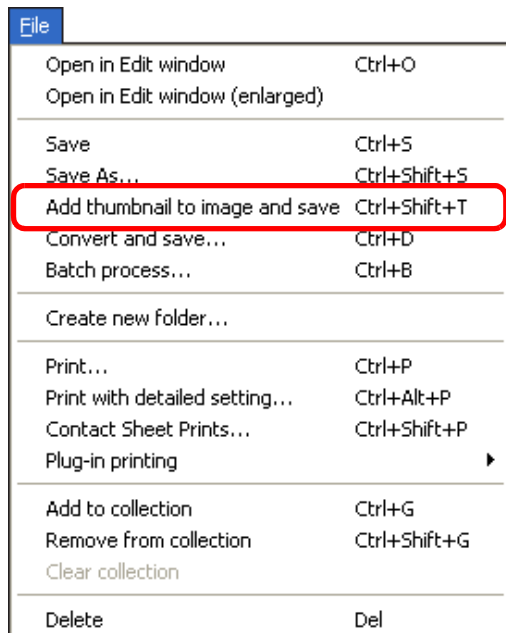 File
Open in Edit window Ctrl+O
Open in Edit window (enlarged)
Save Ctrl+S
Save As... Ctrl+Shift+S
Add thumbnail to image and save Ctrl+Shift+T
Convert and save... Ctrl+D
Batch process... Ctrl+B
Create new folder...
Print... Ctrl+P
Print with detailed setting... Ctrl+Alt+P
Contact Sheet Prints... Ctrl+Shift+P
Plug-in printing
Add to collection Ctrl+G
Remove from collection Ctrl+Shift+G
Clear collection
Delete Del